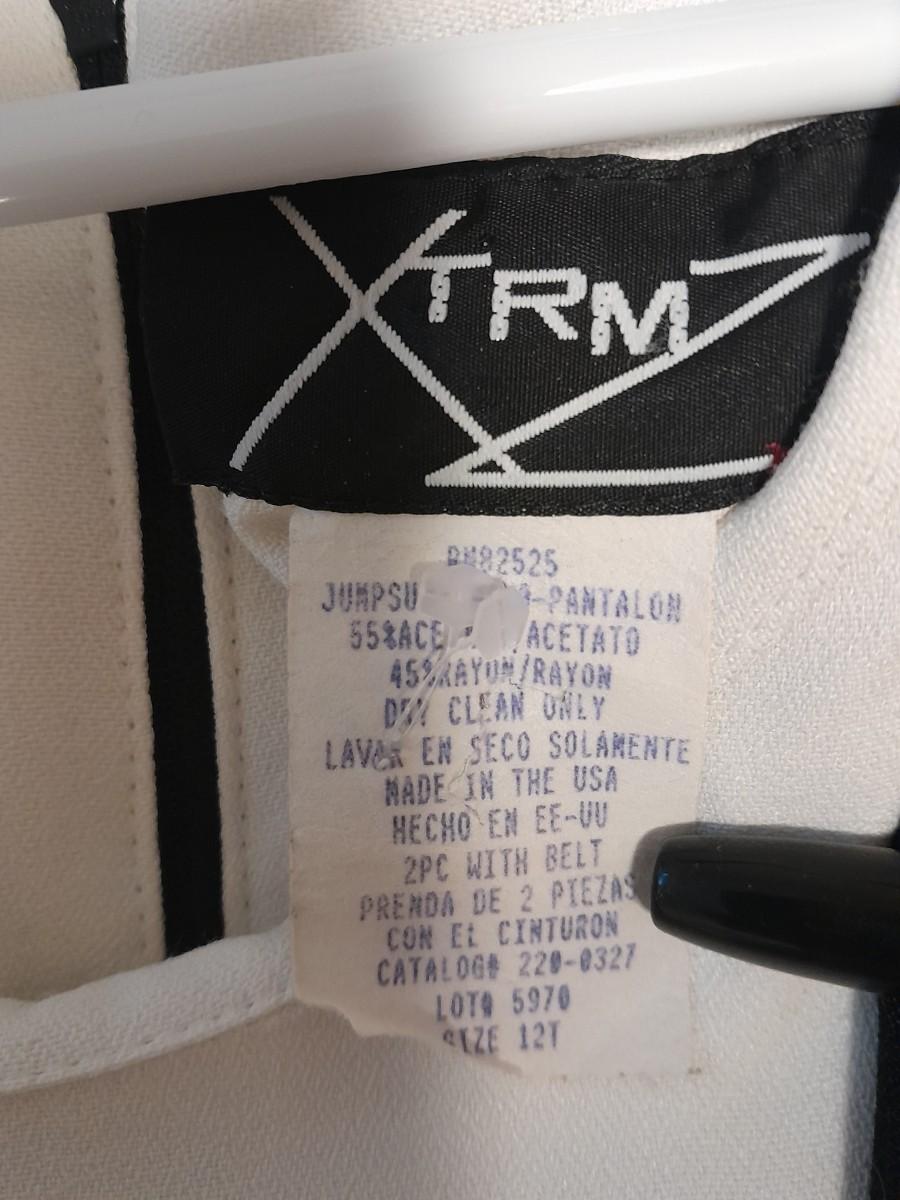 XTRMZ
RN82525
JUMPSU -PANTALON
55%ACE ACETATO
45%RAYON/RAYON
DRY CLEAN ONLY
LAVAR EN SECO SOLAMENTE
MADE IN THE USA
HECHO EN EE-UU
2PC WITH BELT
PRENDA DE 2 PIEZAS
CON EL CINTURON
CATALOG# 220-0327
LOT# 5970
SIZE 12T